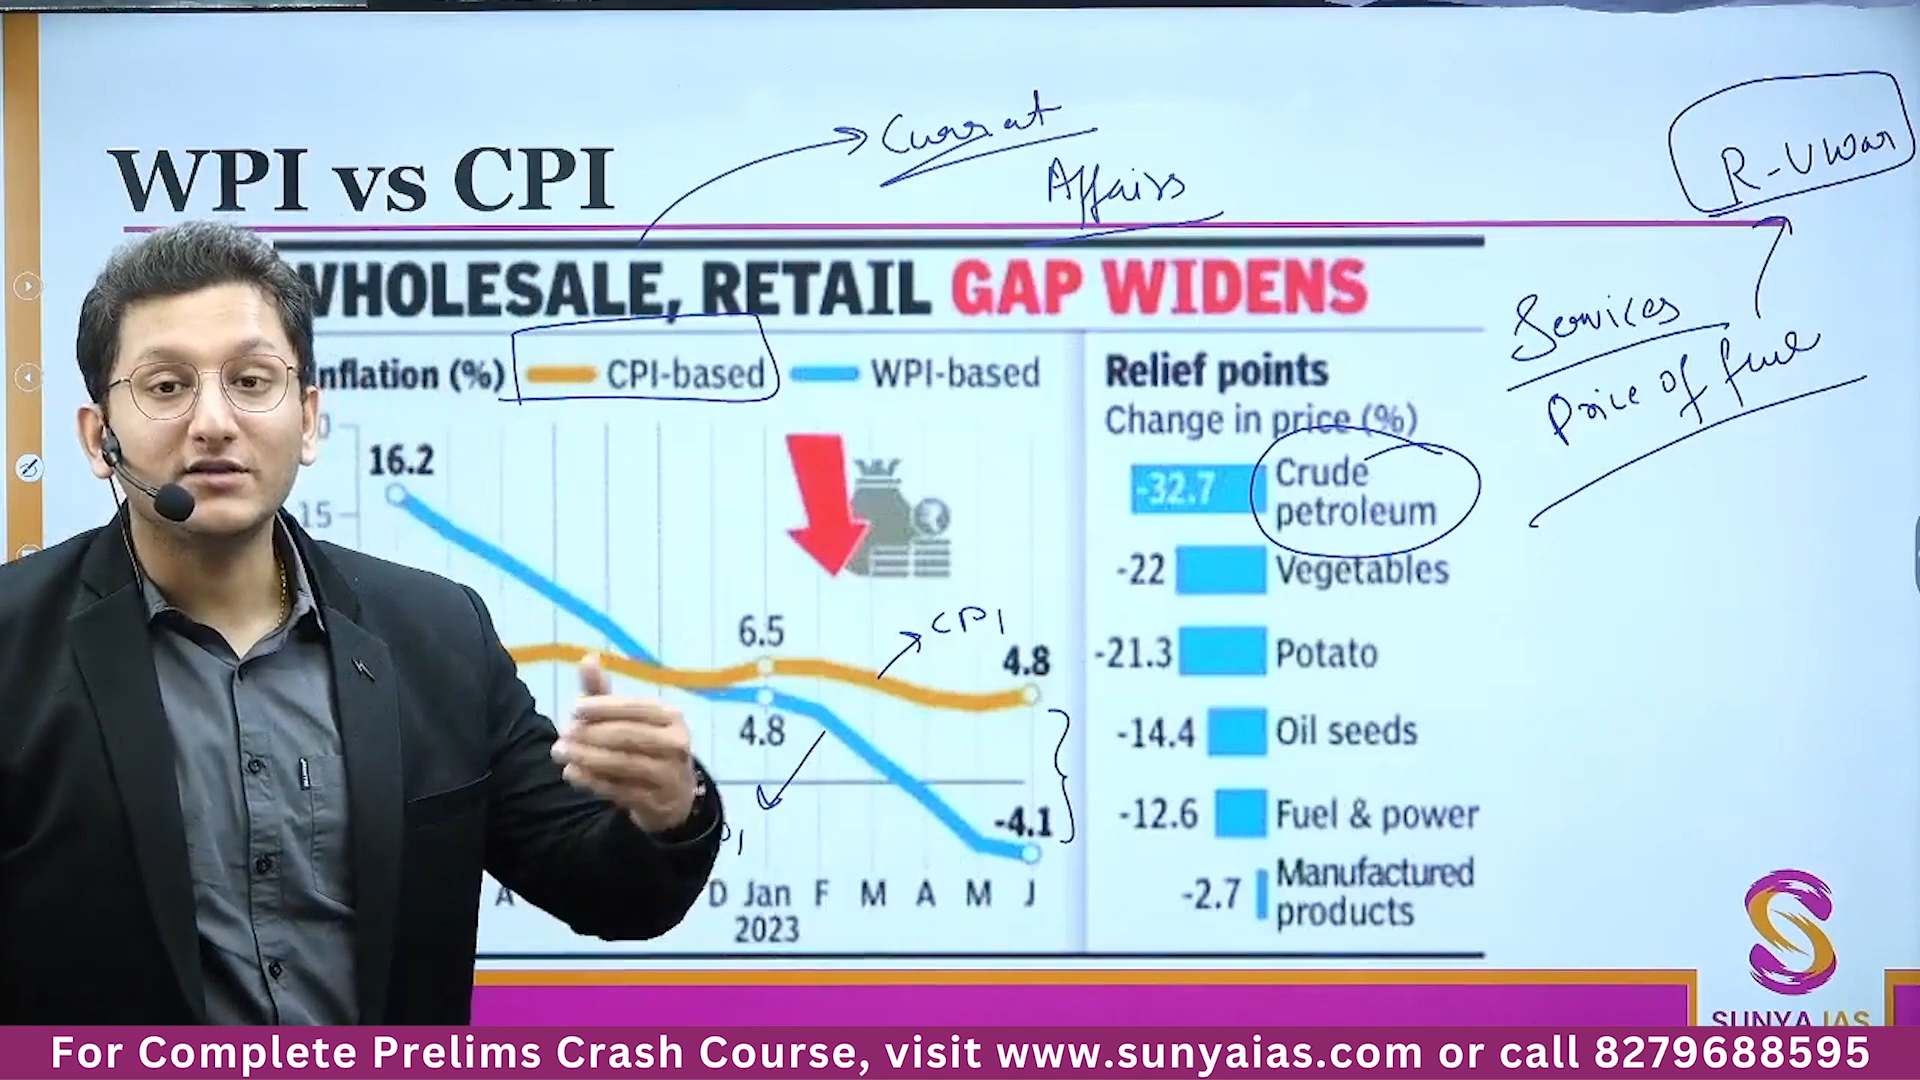 WPI vs CPI
Current
Affairs
R-U War
Services
Price of fuel
WHOLESALE, RETAIL GAP WIDENS
Inflation (%) CPI-based WPI-based
16.2
15
6.5
4.8
4.8
-4.1
CPI
A D Jan F M A M J
2023
Relief points
Change in price (%)
-32.7 Crude petroleum
-22 Vegetables
-21.3 Potato
-14.4 Oil seeds
-12.6 Fuel & power
-2.7 Manufactured products
SUNYA IAS
For Complete Prelims Crash Course, visit www.sunyaias.com or call 8279688595